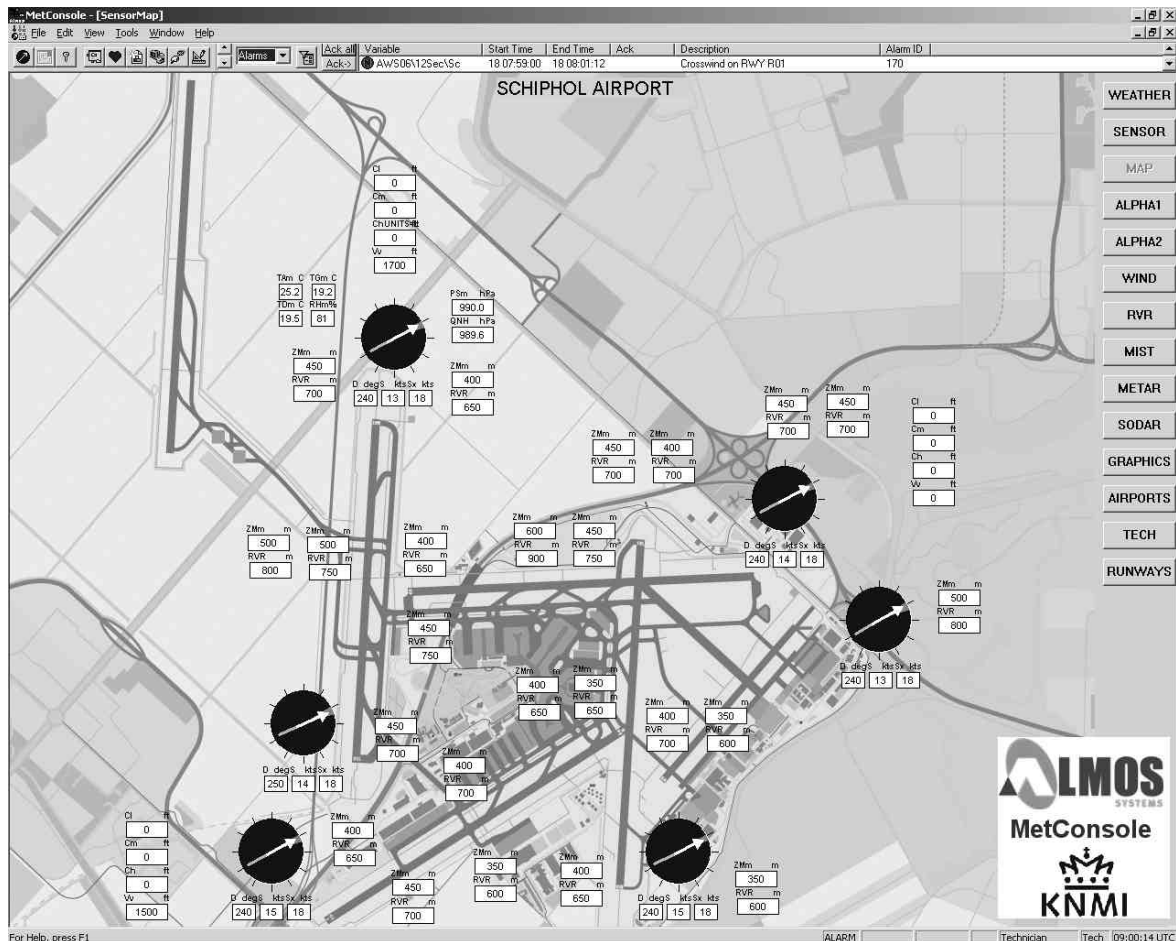 MetConsole - [SensorMap]
File Edit View Tools Window Help
Alarms
Ack all Variable Start Time End Time Ack Description Alarm ID
Ack-> AWS06\12Sec\Sc 18 07:59:00 18 08:01:12 Crosswind on RWY R01 170
SCHIPHOL AIRPORT
WEATHER
SENSOR
MAP
ALPHA1
ALPHA2
WIND
RVR
MIST
METAR
SODAR
GRAPHICS
AIRPORTS
TECH
RUNWAYS
Cl ft
0
Cm ft
0
ChUNITS ft
0
Vv ft
1700
TAm C TGm C
25.2 19.2
TDm C RHm%
19.5 81
PSm hPa
990.0
QNH hPa
989.6
ZMm m
450
RVR m
700
D deg S kts Sx kts
240 13 18
ZMm m
400
RVR m
650
ZMm m
450
RVR m
700
ZMm m
450
RVR m
700
Cl ft
0
Cm ft
0
Ch ft
0
Vv ft
0
ZMm m
450
RVR m
700
ZMm m
400
RVR m
700
D deg S kts Sx kts
240 14 18
ZMm m
500
RVR m
800
ZMm m
500
RVR m
750
ZMm m
400
RVR m
650
ZMm m
600
RVR m
900
ZMm m
450
RVR m
750
ZMm m
500
RVR m
800
D deg S kts Sx kts
240 13 18
ZMm m
450
RVR m
750
ZMm m
400
RVR m
650
ZMm m
350
RVR m
650
ZMm m
400
RVR m
700
ZMm m
350
RVR m
600
ZMm m
450
RVR m
700
ZMm m
400
RVR m
700
D deg S kts Sx kts
250 14 18
Cl ft
0
Cm ft
0
Ch ft
0
Vv ft
1500
ZMm m
400
RVR m
650
D deg S kts Sx kts
240 15 18
ZMm m
450
RVR m
700
ZMm m
350
RVR m
600
ZMm m
400
RVR m
650
D deg S kts Sx kts
240 15 18
ZMm m
350
RVR m
600
ALMOS
SYSTEMS
MetConsole
KNMI
For Help, press F1
ALARM Technician Tech 09:00:14 UTC